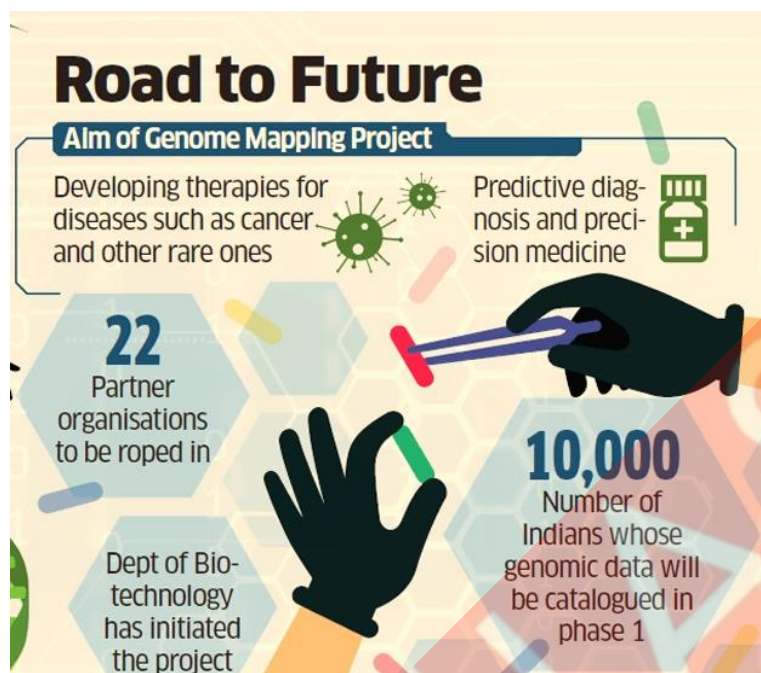 Road to Future
Aim of Genome Mapping Project
Developing therapies for
diseases such as cancer
and other rare ones
Predictive diag-
nosis and preci-
sion medicine
22
Partner
organisations
to be roped in
10,000
Number of
Indians whose
genomic data will
be catalogued in
phase 1
Dept of Bio-
technology
has initiated
the project